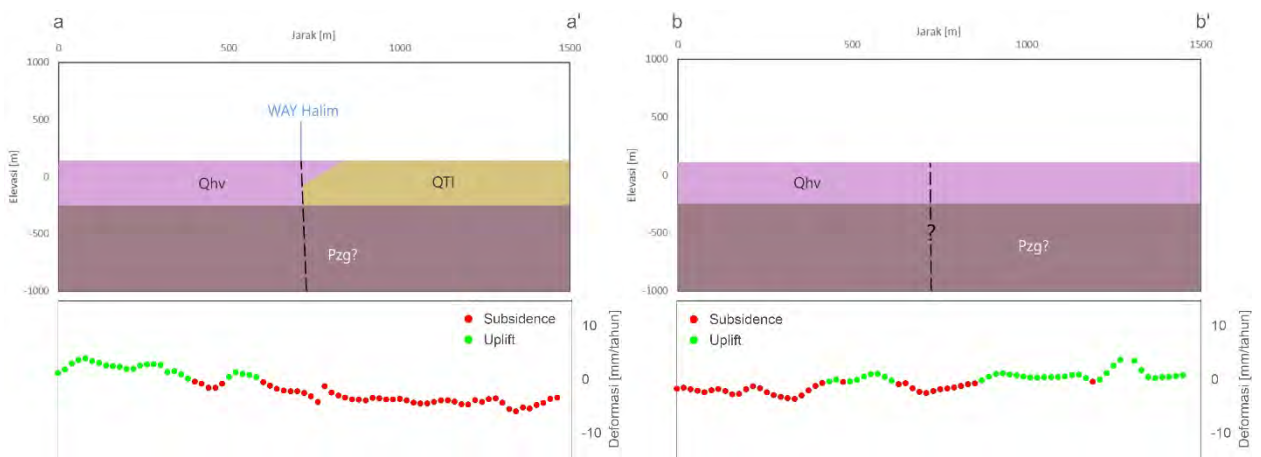 a a'
Jarak [m]
0 500 1000 1500
1000
500
0
-500
-1000
Elevasi [m]
WAY Halim
Qhv
QTl
Pzg?
Subsidence
Uplift
10
0
-10
Deformasi [mm/tahun]
b b'
Jarak [m]
0 500 1000 1500
1000
500
0
-500
-1000
Elevasi [m]
Qhv
?
Pzg?
Subsidence
Uplift
10
0
-10
Deformasi [mm/tahun]